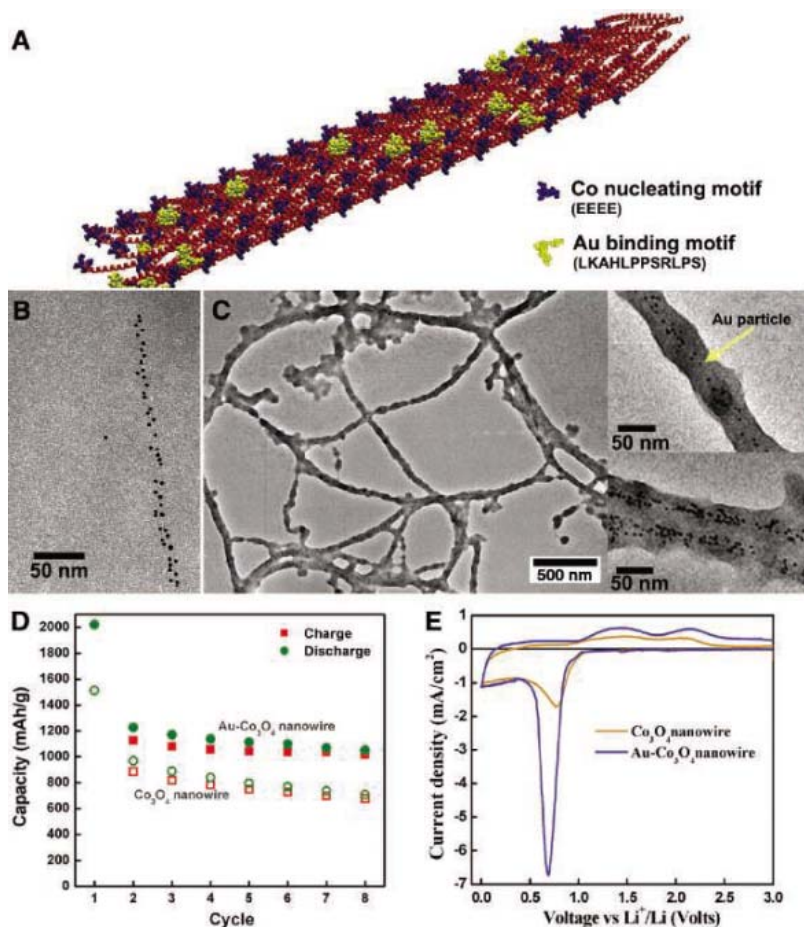 A
Co nucleating motif
(EEEE)
Au binding motif
(LKAHLPPSRLPS)
B
50 nm
C
500 nm
Au particle
50 nm
50 nm
D
2000
1800
1600
1400
1200
1000
800
600
400
200
0
Capacity (mAh/g)
Charge
Discharge
Au-Co3O4 nanowire
Co3O4 nanowire
1 2 3 4 5 6 7 8
Cycle
E
1
0
-1
-2
-3
-4
-5
-6
-7
Current density (mA/cm²)
Co₃O₄ nanowire
Au-Co₃O₄ nanowire
0.0 0.5 1.0 1.5 2.0 2.5 3.0
Voltage vs Li⁺/Li (Volts)